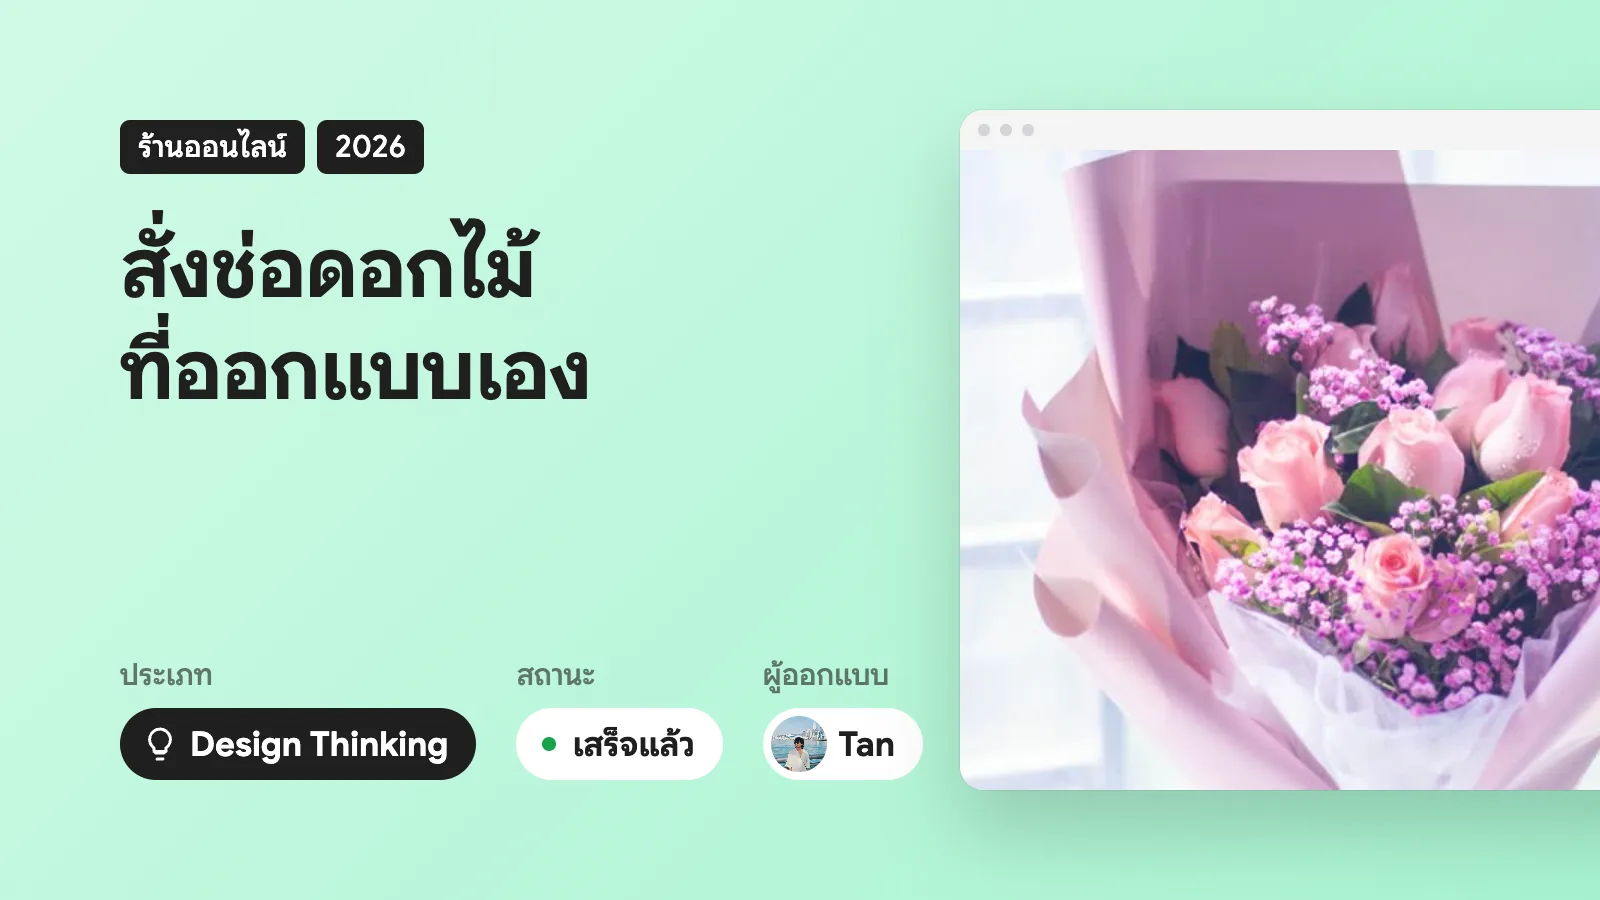 ร้านออนไลน์ 2026
สั่งช่อดอกไม้
ที่ออกแบบเอง
ประเภท สถานะ ผู้ออกแบบ
Design Thinking เสร็จแล้ว Tan